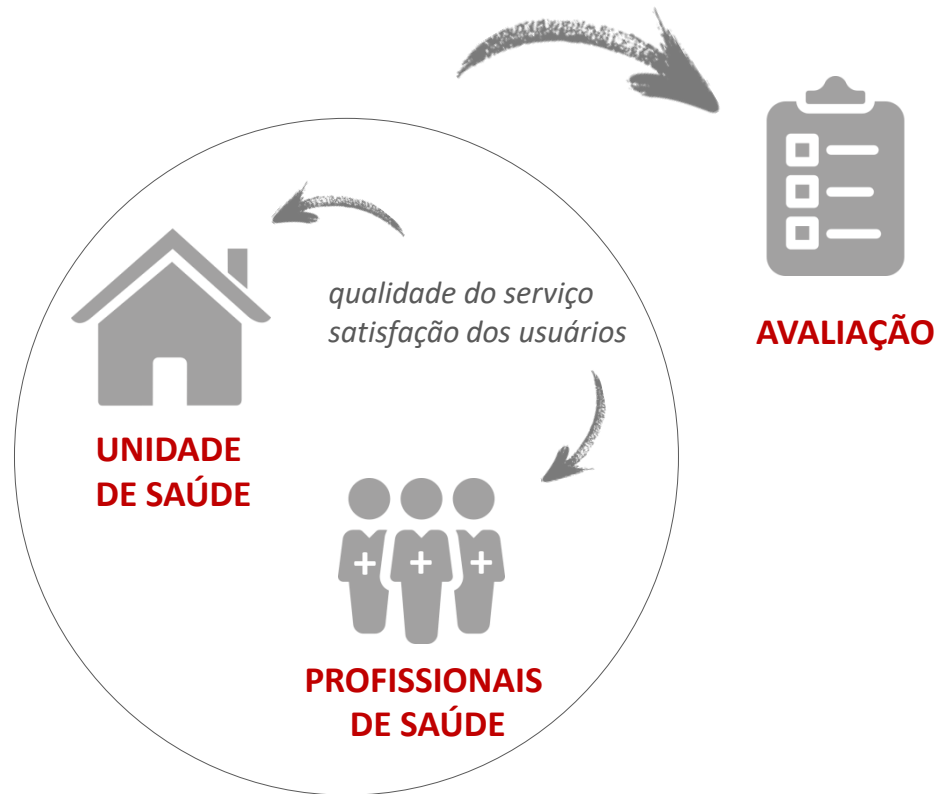 qualidade do serviço
satisfação dos usuários
AVALIAÇÃO
UNIDADE
DE SAÚDE
PROFISSIONAIS
DE SAÚDE